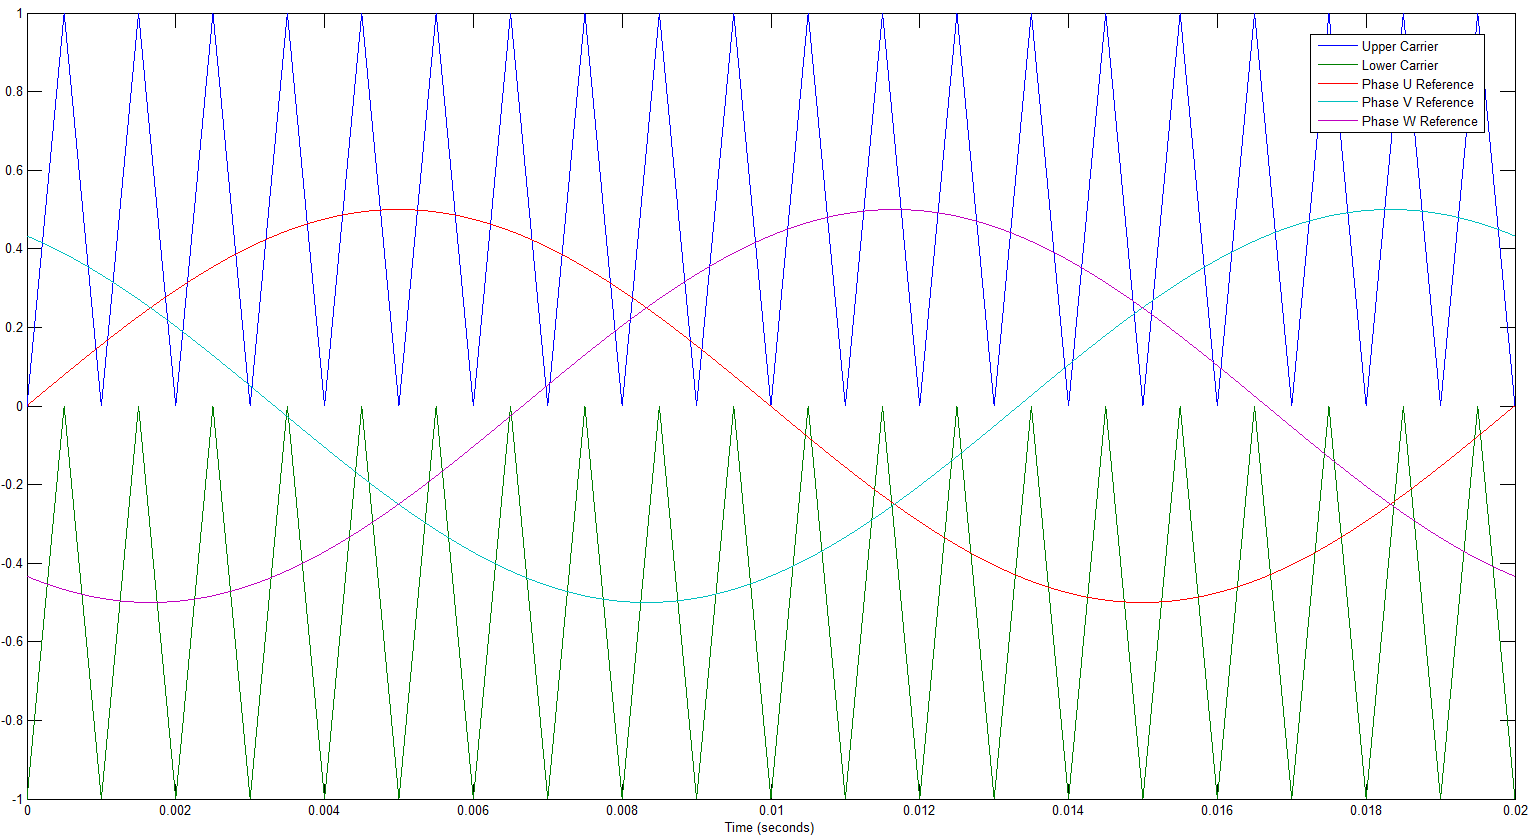 1
0.8
0.6
0.4
0.2
0
-0.2
-0.4
-0.6
-0.8
-1
Upper Carrier
Lower Carrier
Phase U Reference
Phase V Reference
Phase W Reference
0 0.002 0.004 0.006 0.008 0.01 0.012 0.014 0.016 0.018 0.02
Time (seconds)